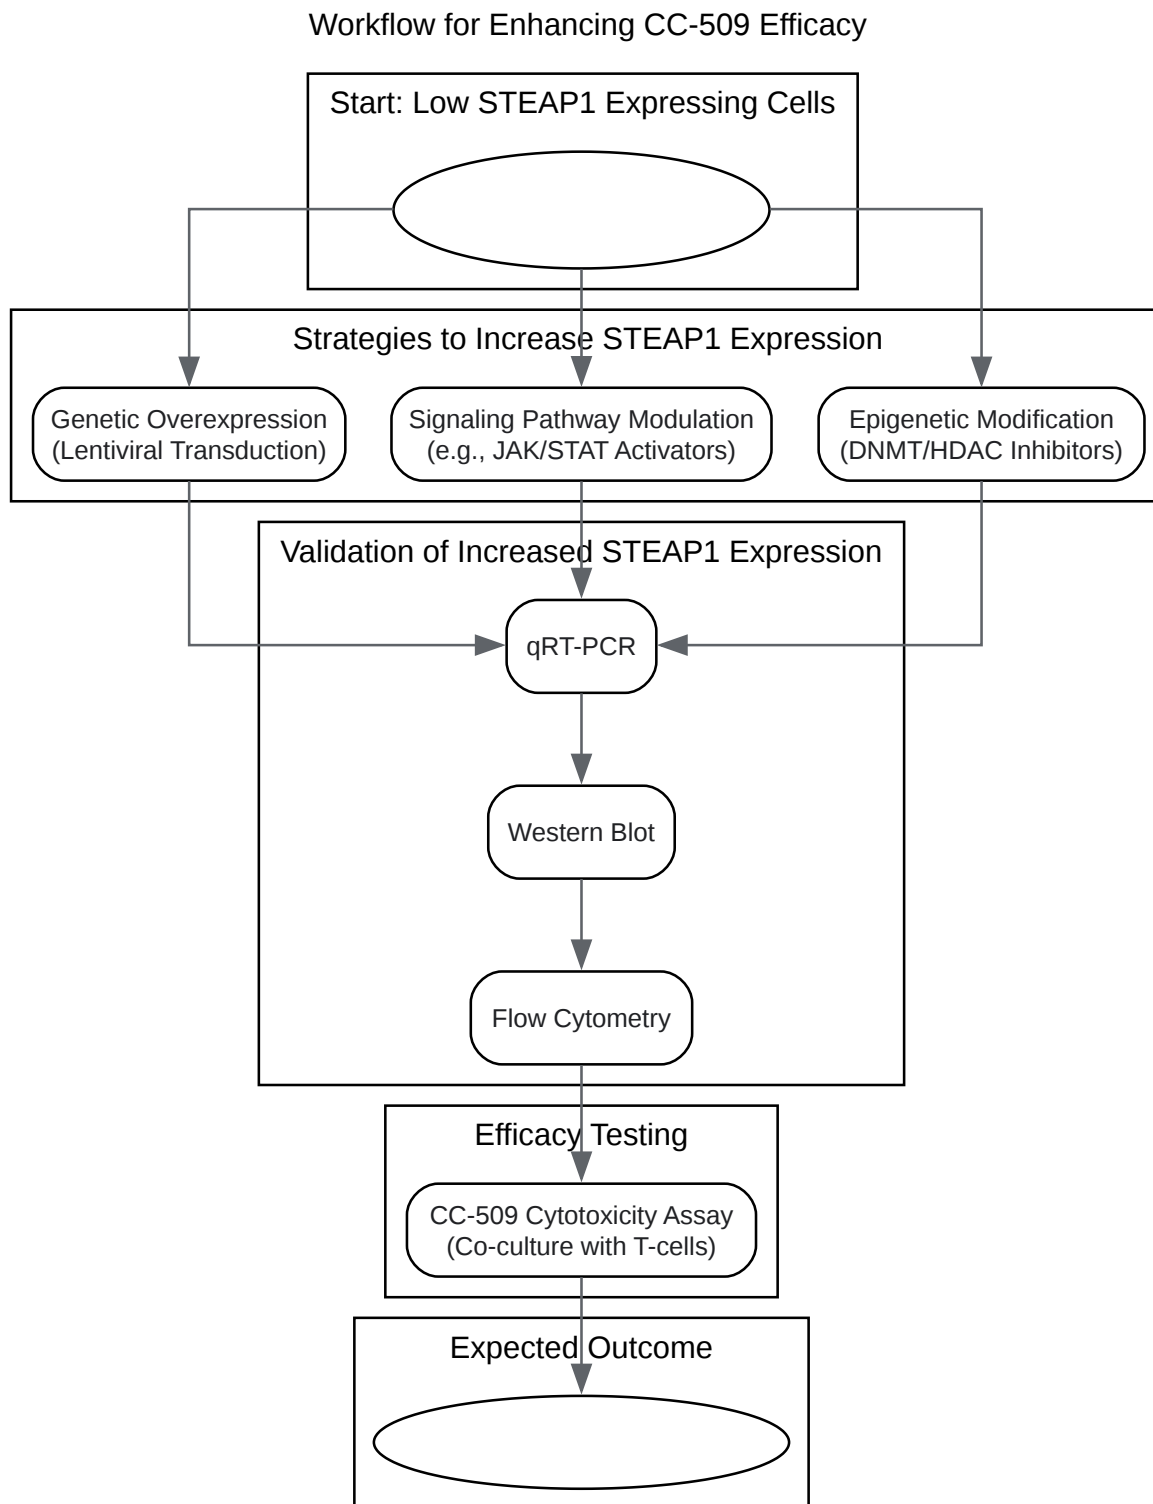 Workflow for Enhancing CC-509 Efficacy
Start: Low STEAP1 Expressing Cells
Strategies to Increase STEAP1 Expression
Genetic Overexpression
(Lentiviral Transduction)
Signaling Pathway Modulation
(e.g., JAK/STAT Activators)
Epigenetic Modification
(DNMT/HDAC Inhibitors)
Validation of Increased STEAP1 Expression
qRT-PCR
Western Blot
Flow Cytometry
Efficacy Testing
CC-509 Cytotoxicity Assay
(Co-culture with T-cells)
Expected Outcome